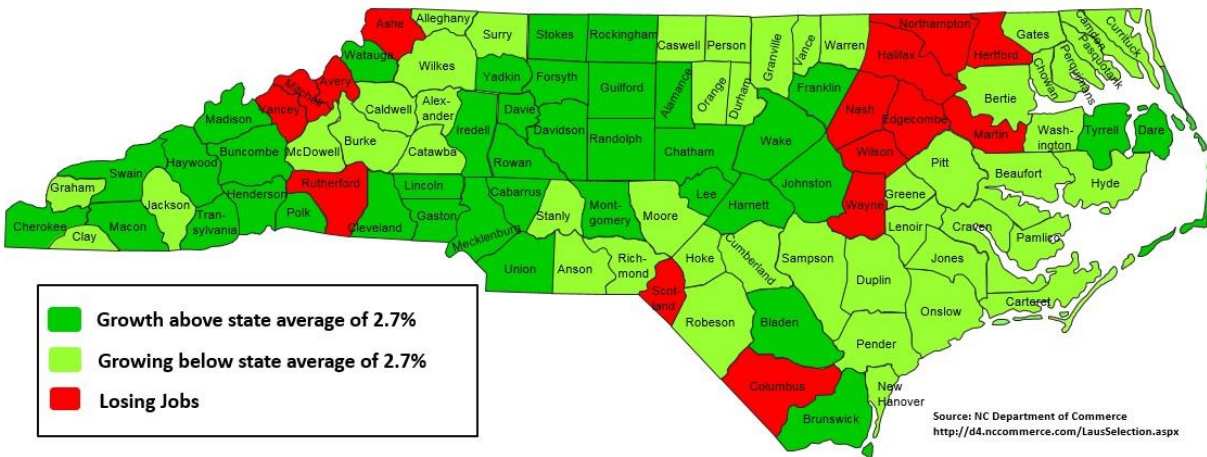 Ashe
Alleghany
Surry
Stokes
Rockingham
Caswell
Person
Granville
Vance
Warren
Northampton
Halifax
Hertford
Gates
Camden
Currituck
Pasquotank
Perquimans
Chowan
Watauga
Wilkes
Yadkin
Forsyth
Guilford
Alamance
Orange
Durham
Franklin
Nash
Edgecombe
Bertie
Martin
Wash-
ington
Tyrrell
Dare
Avery
Mitchell
Yancey
Madison
Caldwell
Alex-
ander
Iredell
Davie
Davidson
Randolph
Chatham
Wake
Wilson
Pitt
Beaufort
Hyde
Haywood
Buncombe
McDowell
Burke
Catawba
Rowan
Swain
Graham
Jackson
Henderson
Rutherford
Lincoln
Cabarrus
Lee
Johnston
Wayne
Greene
Cherokee
Macon
Clay
Tran-
sylvania
Polk
Cleveland
Gaston
Mecklenburg
Stanly
Mont-
gomery
Moore
Harnett
Lenoir
Craven
Pamlico
Union
Anson
Rich-
mond
Hoke
Cumberland
Sampson
Duplin
Jones
Carteret
Scot-
land
Robeson
Bladen
Pender
Onslow
Columbus
Brunswick
New
Hanover
Growth above state average of 2.7%
Growing below state average of 2.7%
Losing Jobs
Source: NC Department of Commerce
http://d4.nccommerce.com/LausSelection.aspx